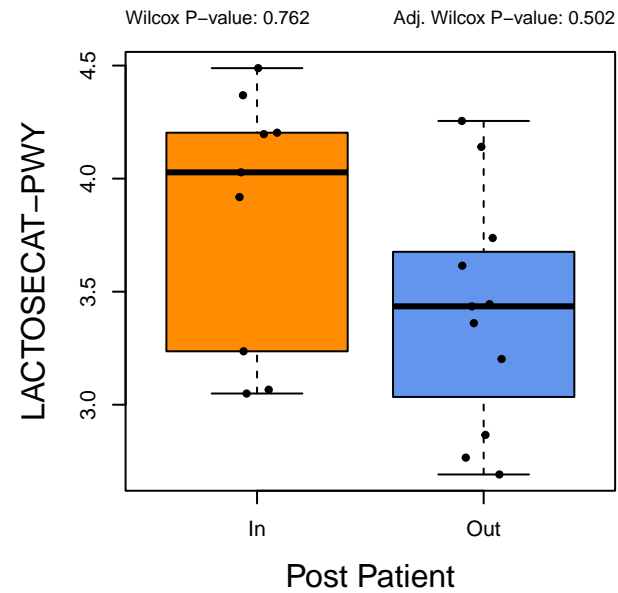 Wilcox P−value: 0.762
Adj. Wilcox P−value: 0.502
LACTOSECAT−PWY
4.5
4.0
3.5
3.0
In
Out
Post Patient